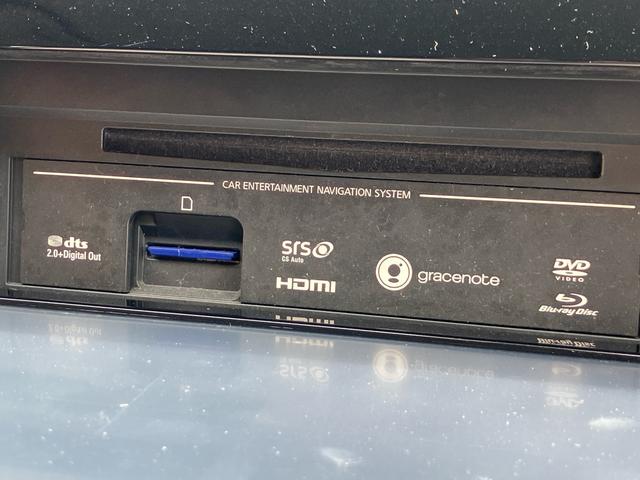 CAR ENTERTAINMENT NAVIGATION SYSTEM
dts
2.0+Digital Out
SRS
CS Auto
HDMI
gracenote
DVD
VIDEO
Blu-ray Disc